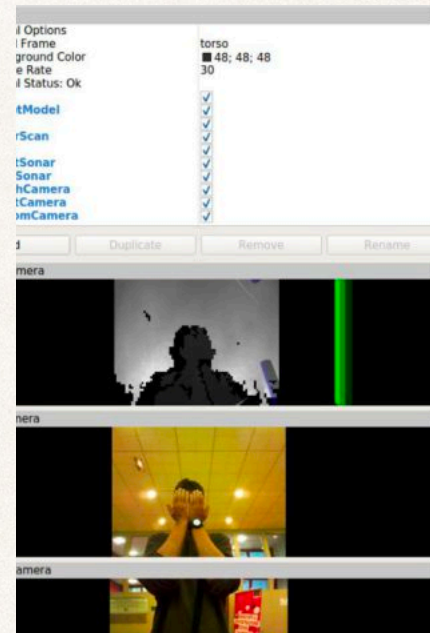 l Options
Frame torso
ground Color 48; 48; 48
e Rate 30
l Status: Ok
tModel
rScan
tSonar
Sonar
hCamera
tCamera
omCamera
d Duplicate Remove Rename
mera
nera
amera